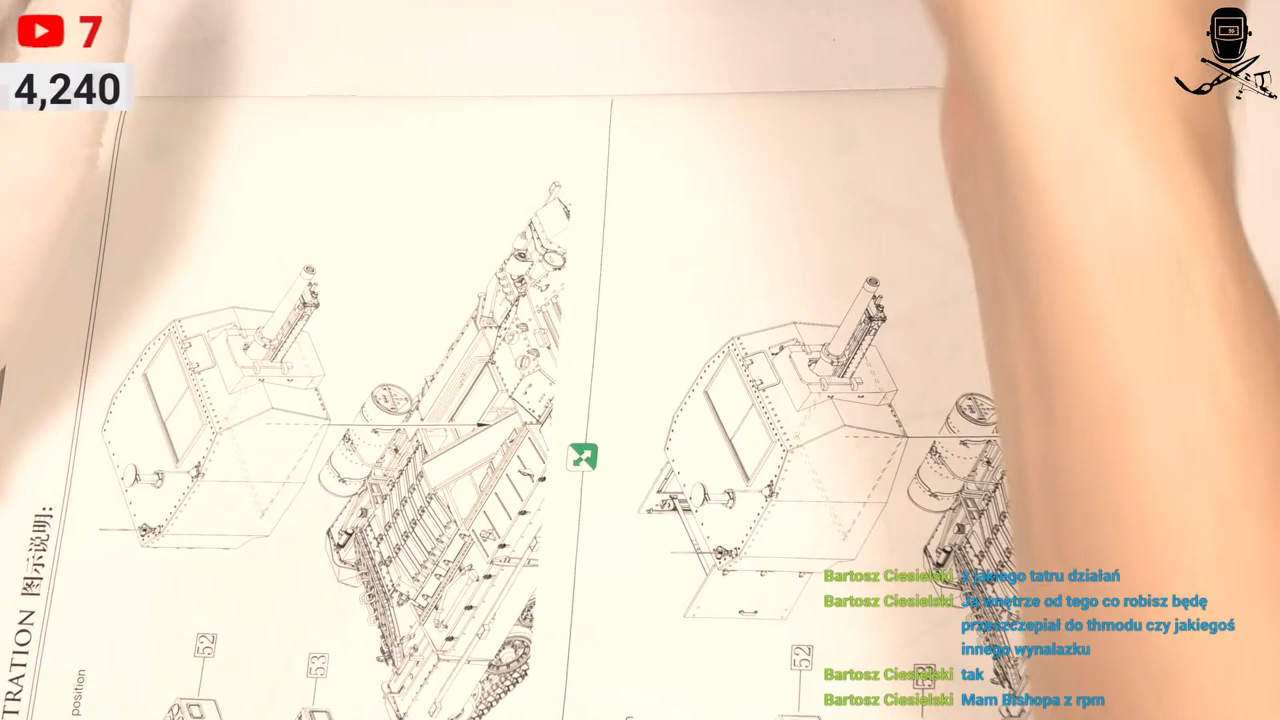 7
4,240
TRATION 图示说明:
position
52
53
52
Bartosz Ciesielski z jakiego tatru działań
Bartosz Ciesielski Ja wnętrze od tego co robisz będę
przeszczepiał do thmodu czy jakiegoś
innego wynalazku
Bartosz Ciesielski tak
Bartosz Ciesielski Mam Bishopa z rpm